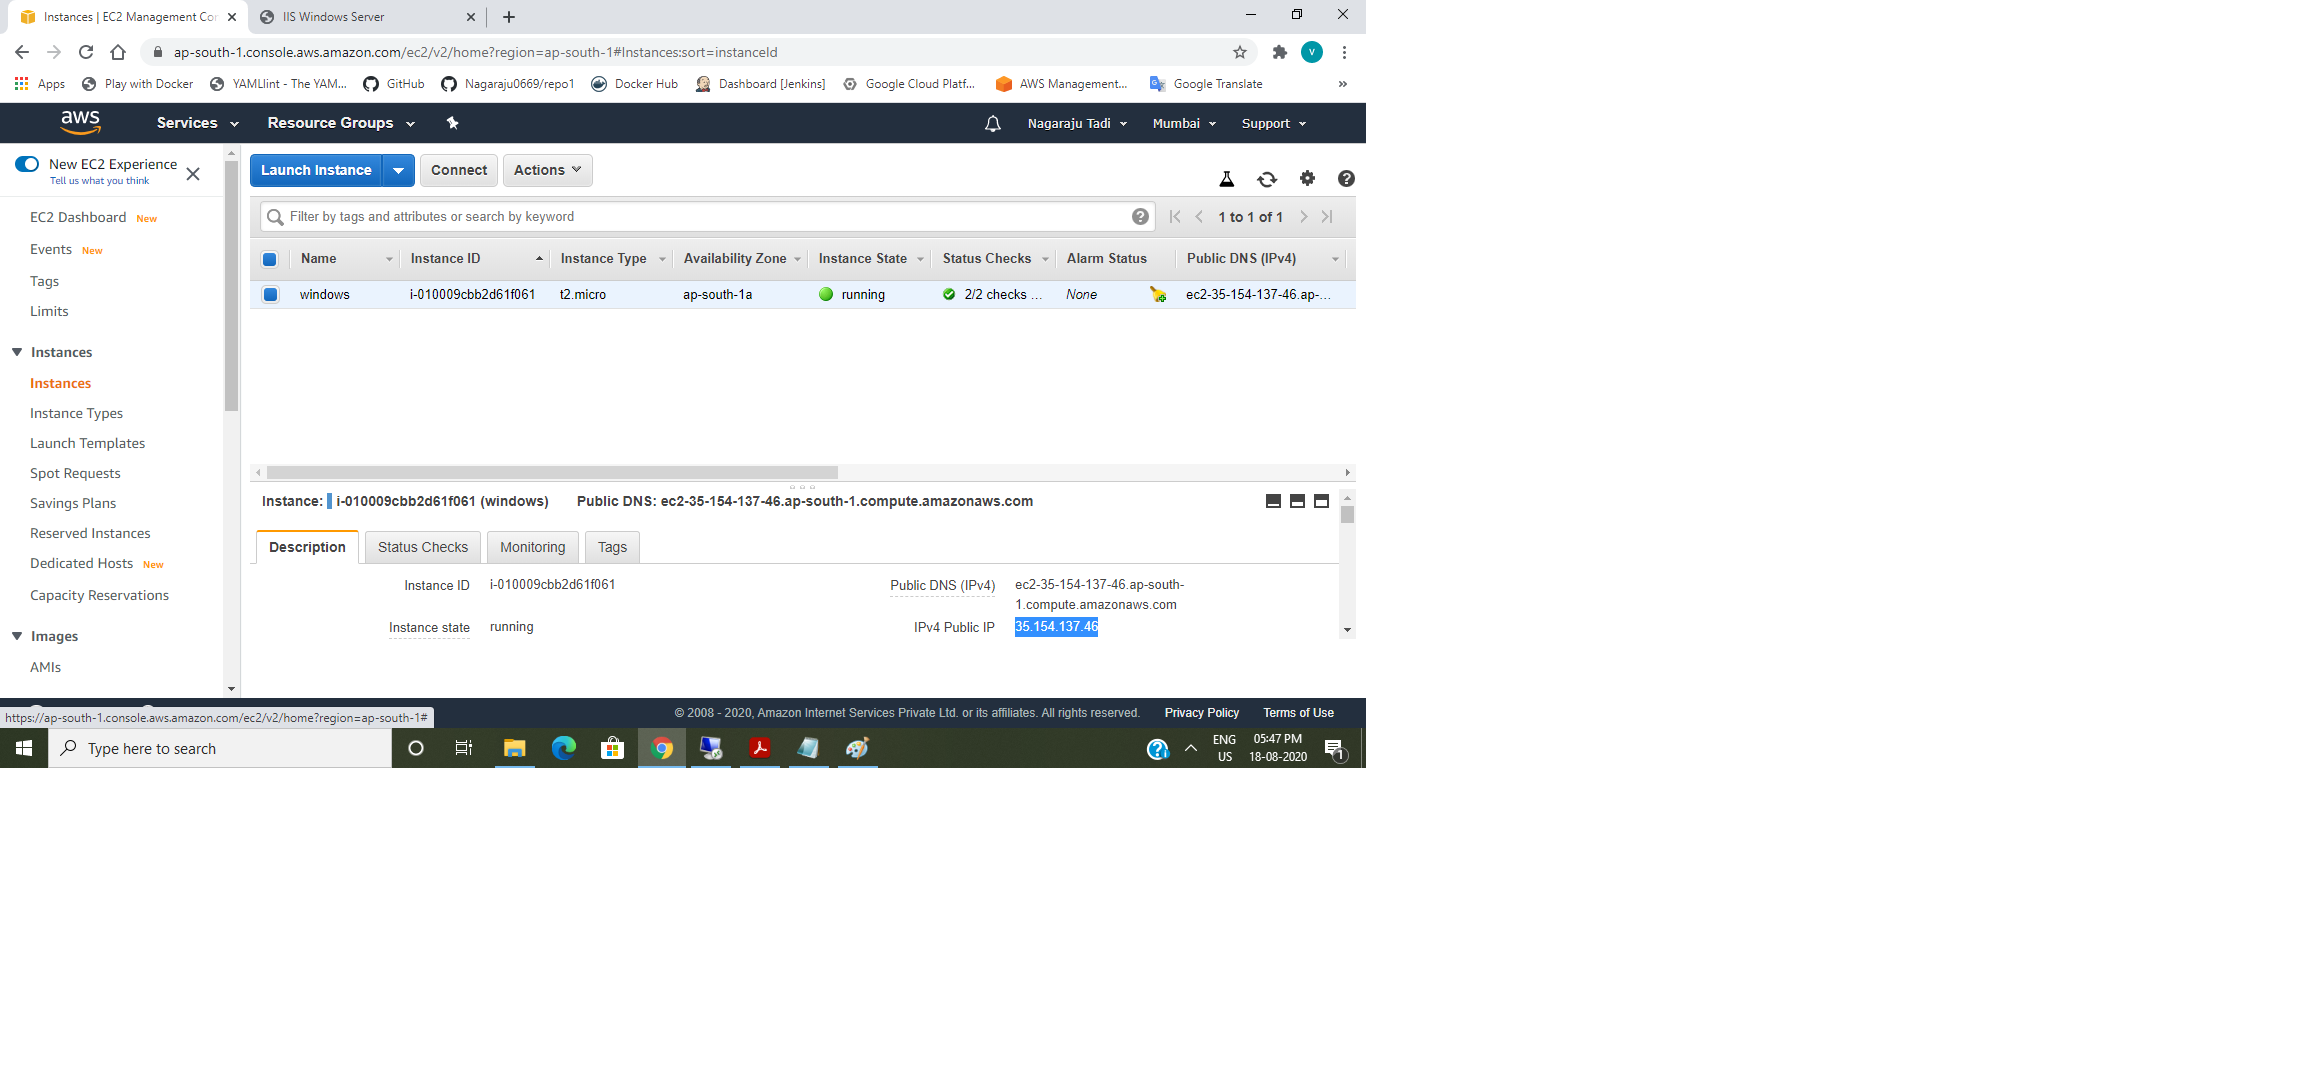 Instances | EC2 Management Con
IIS Windows Server
ap-south-1.console.aws.amazon.com/ec2/v2/home?region=ap-south-1#Instances:sort=instanceId
V
Apps
Play with Docker
YAMLlint - The YAM...
GitHub
Nagaraju0669/repo1
Docker Hub
Dashboard [Jenkins]
Google Cloud Platf...
AWS Management...
Google Translate
»
aws
Services
Resource Groups
Nagaraju Tadi
Mumbai
Support
New EC2 Experience
Tell us what you think
Launch Instance
Connect
Actions
Filter by tags and attributes or search by keyword
1 to 1 of 1
EC2 Dashboard New
Events New
Tags
Limits
Instances
Instances
Instance Types
Launch Templates
Spot Requests
Savings Plans
Reserved Instances
Dedicated Hosts New
Capacity Reservations
Images
AMIs
Name
Instance ID
Instance Type
Availability Zone
Instance State
Status Checks
Alarm Status
Public DNS (IPv4)
windows
i-010009cbb2d61f061
t2.micro
ap-south-1a
running
2/2 checks ...
None
ec2-35-154-137-46.ap-...
Instance: i-010009cbb2d61f061 (windows)
Public DNS: ec2-35-154-137-46.ap-south-1.compute.amazonaws.com
Description
Status Checks
Monitoring
Tags
Instance ID
i-010009cbb2d61f061
Public DNS (IPv4)
ec2-35-154-137-46.ap-south-
1.compute.amazonaws.com
Instance state
running
IPv4 Public IP
35.154.137.46
https://ap-south-1.console.aws.amazon.com/ec2/v2/home?region=ap-south-1#
© 2008 - 2020, Amazon Internet Services Private Ltd. or its affiliates. All rights reserved.
Privacy Policy
Terms of Use
Type here to search
ENG
US
05:47 PM
18-08-2020
1